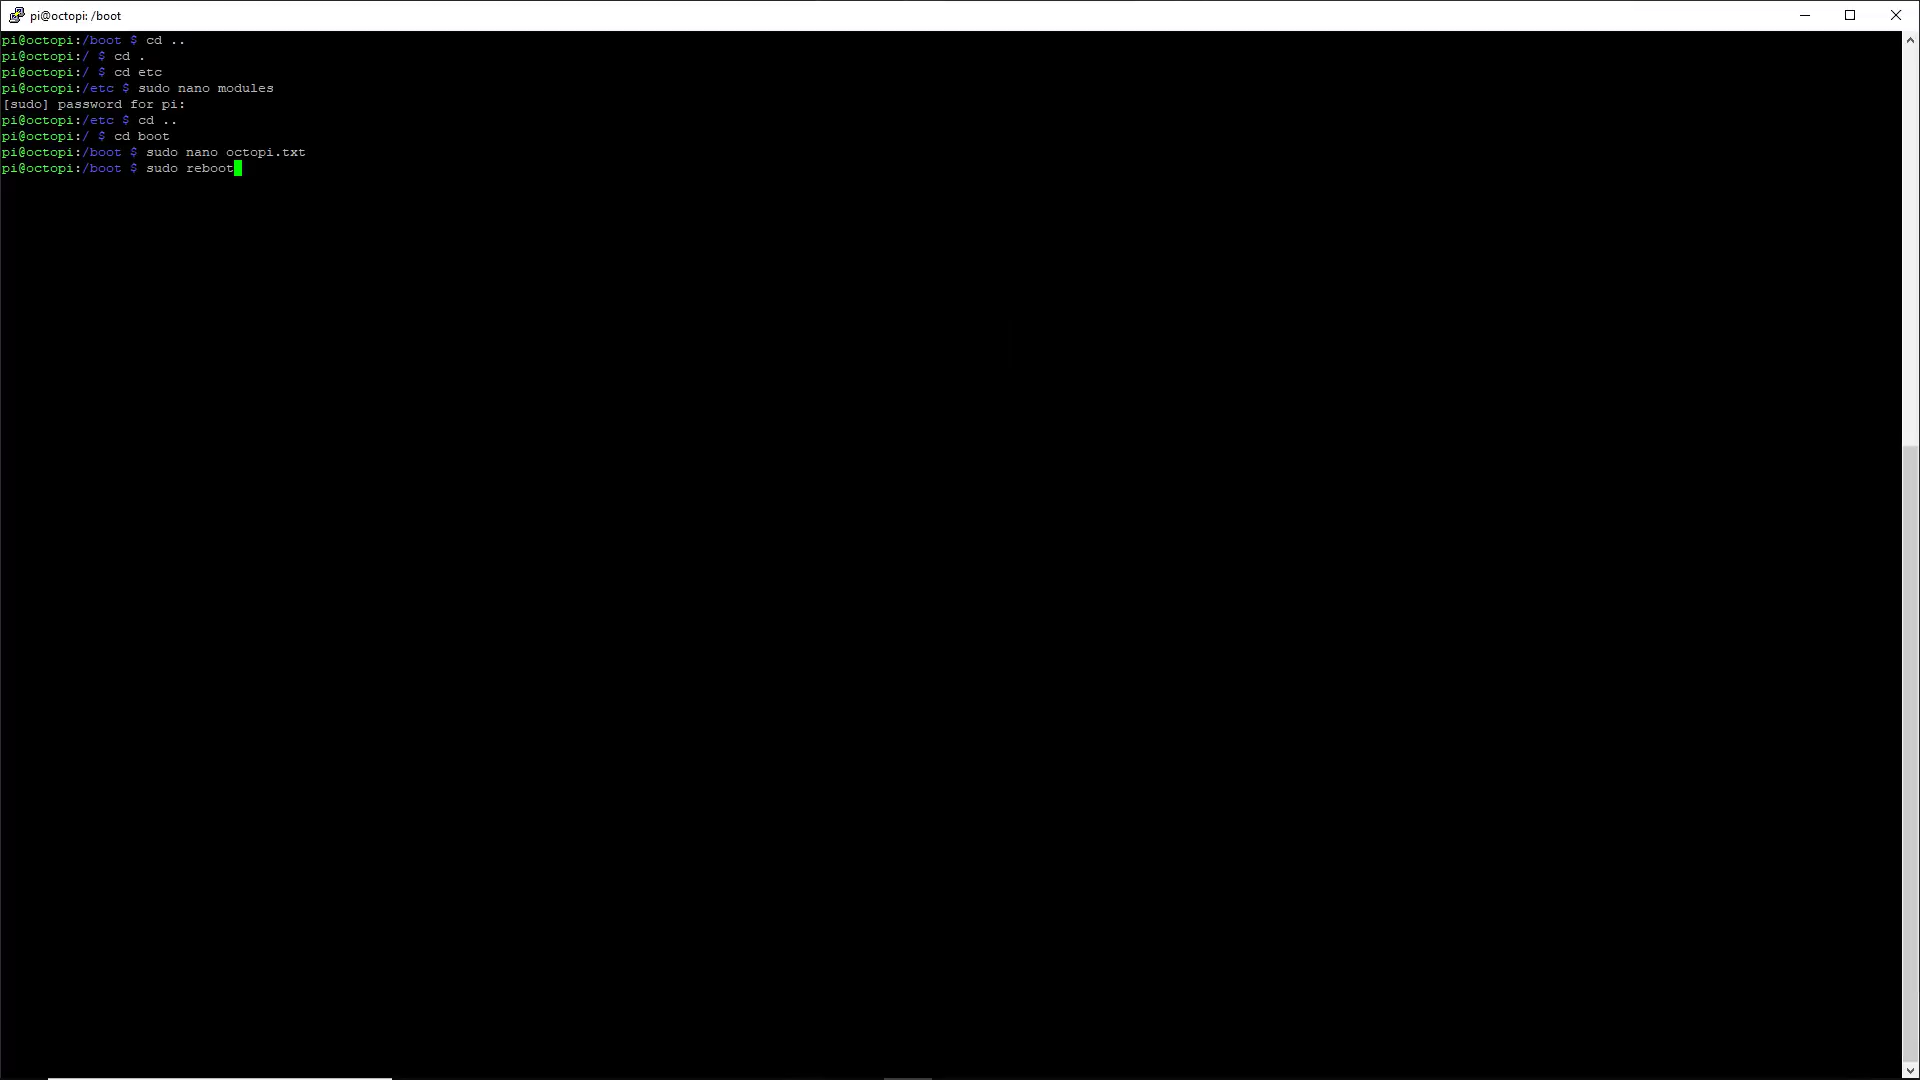 pi@octopi: /boot
pi@octopi:/boot $ cd ..
pi@octopi:/ $ cd .
pi@octopi:/ $ cd etc
pi@octopi:/etc $ sudo nano modules
[sudo] password for pi:
pi@octopi:/etc $ cd ..
pi@octopi:/ $ cd boot
pi@octopi:/boot $ sudo nano octopi.txt
pi@octopi:/boot $ sudo reboot